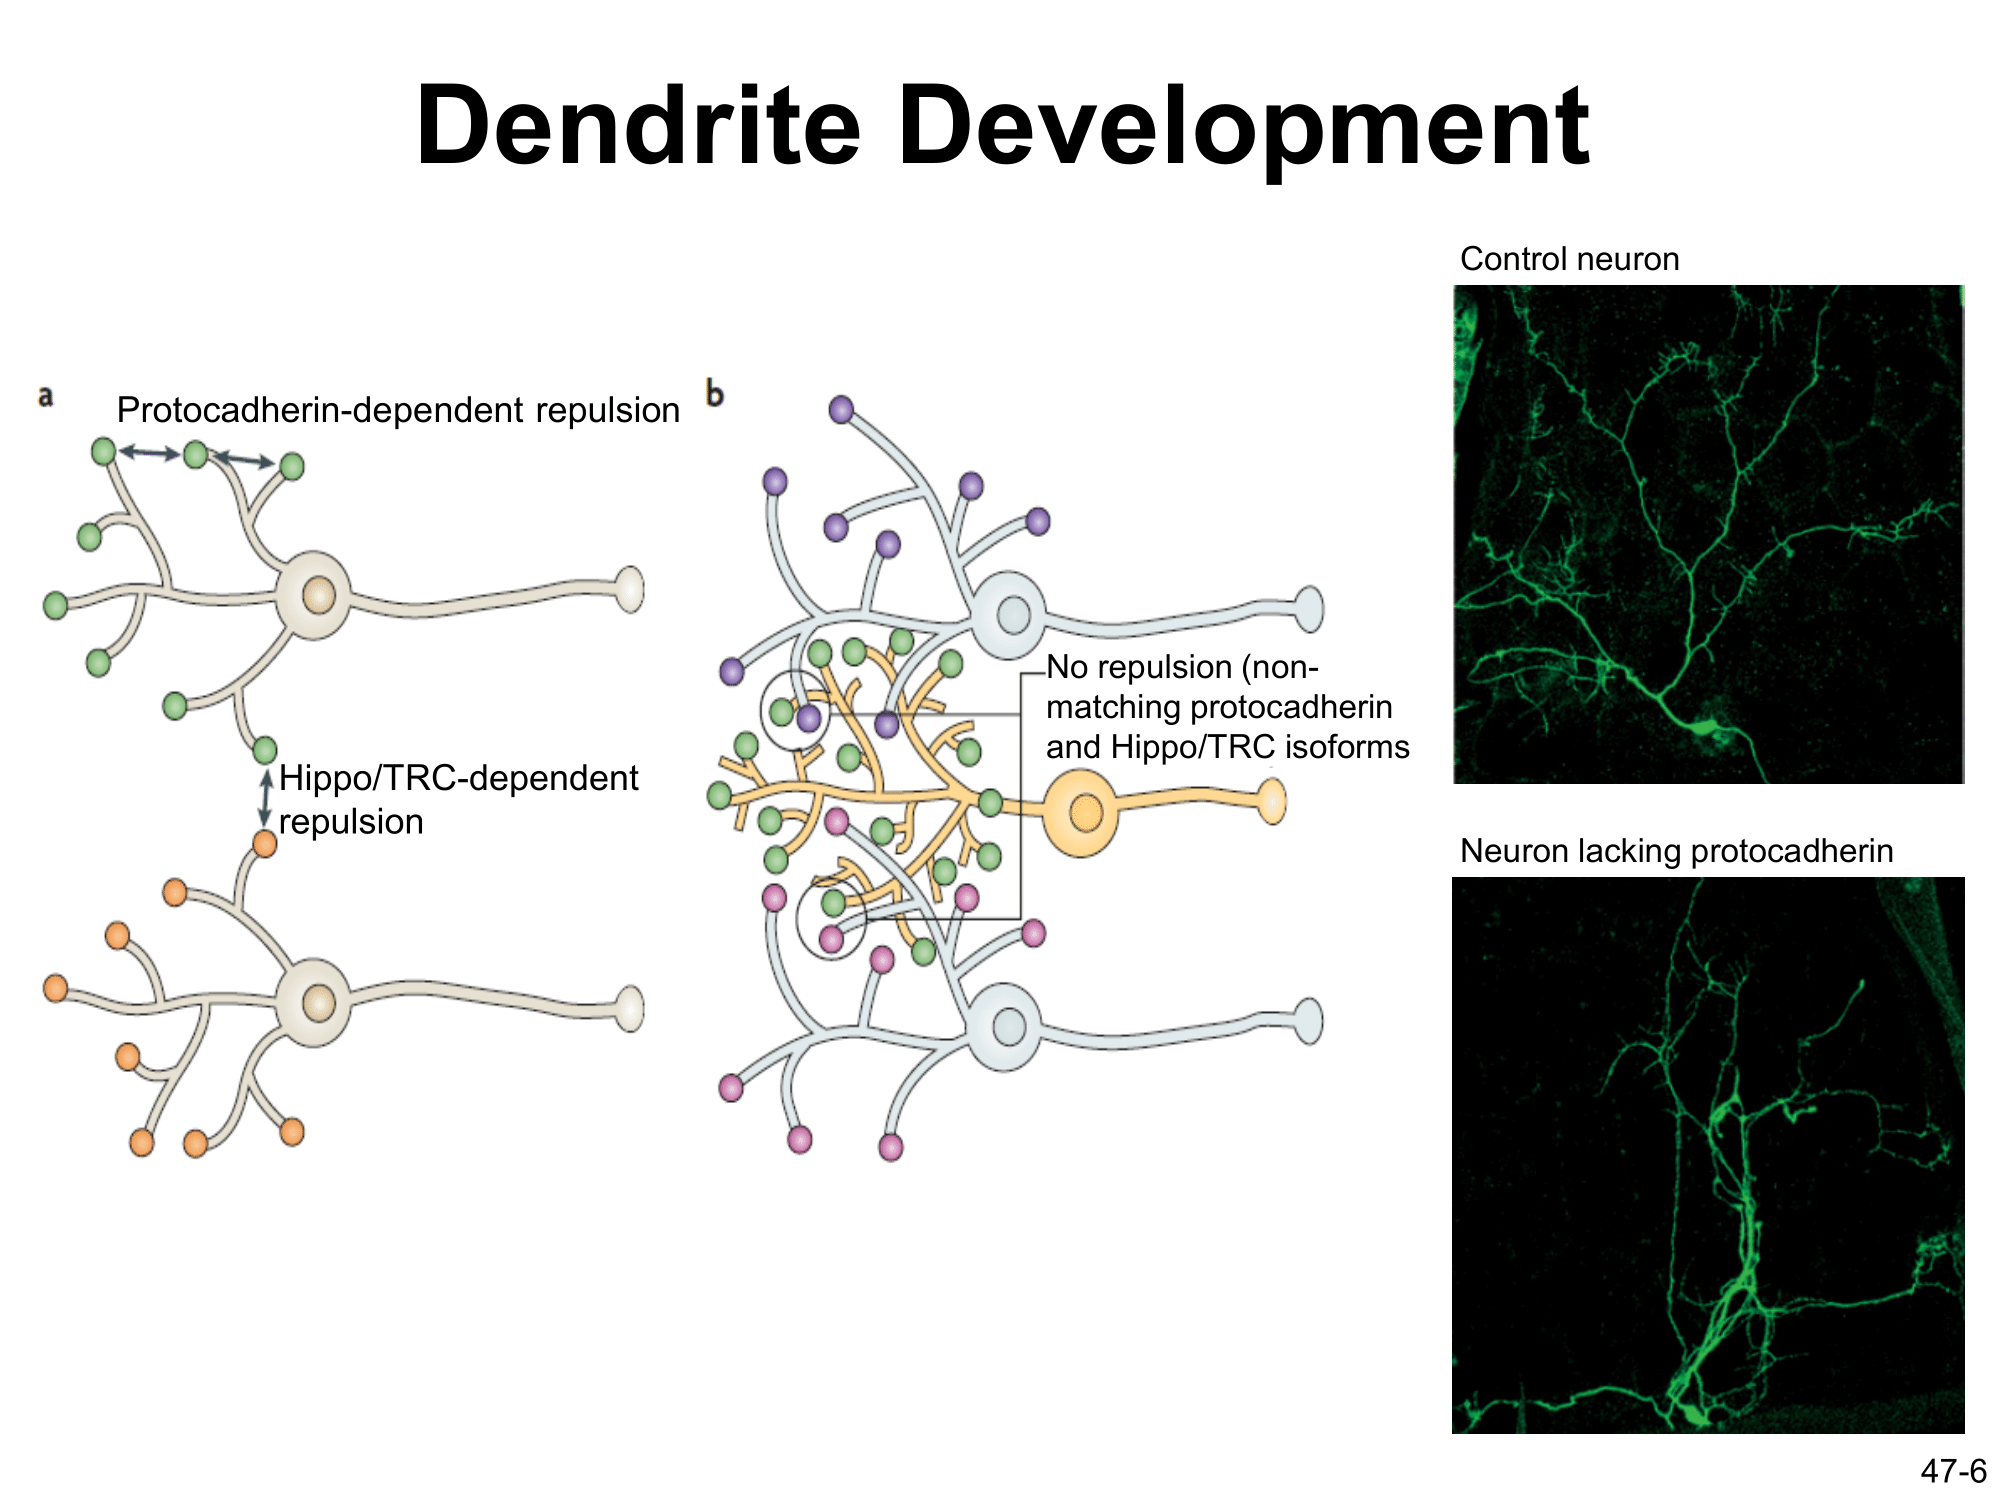 Dendrite Development
a
Protocadherin-dependent repulsion
Hippo/TRC-dependent
repulsion
b
No repulsion (non-
matching protocadherin
and Hippo/TRC isoforms
Control neuron
Neuron lacking protocadherin
47-6